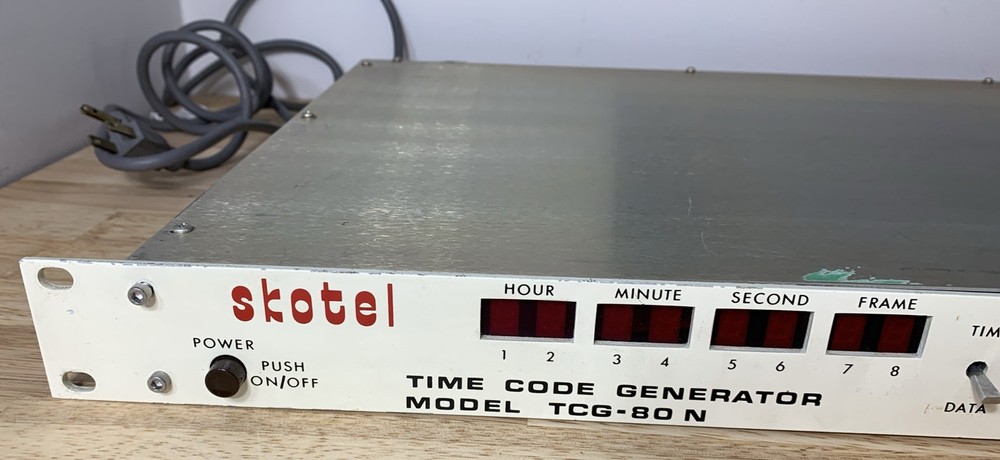 skotel
HOUR MINUTE SECOND FRAME
1 2 3 4 5 6 7 8
POWER
PUSH
ON/OFF
TIME CODE GENERATOR
MODEL TCG-80 N
TIM
DATA